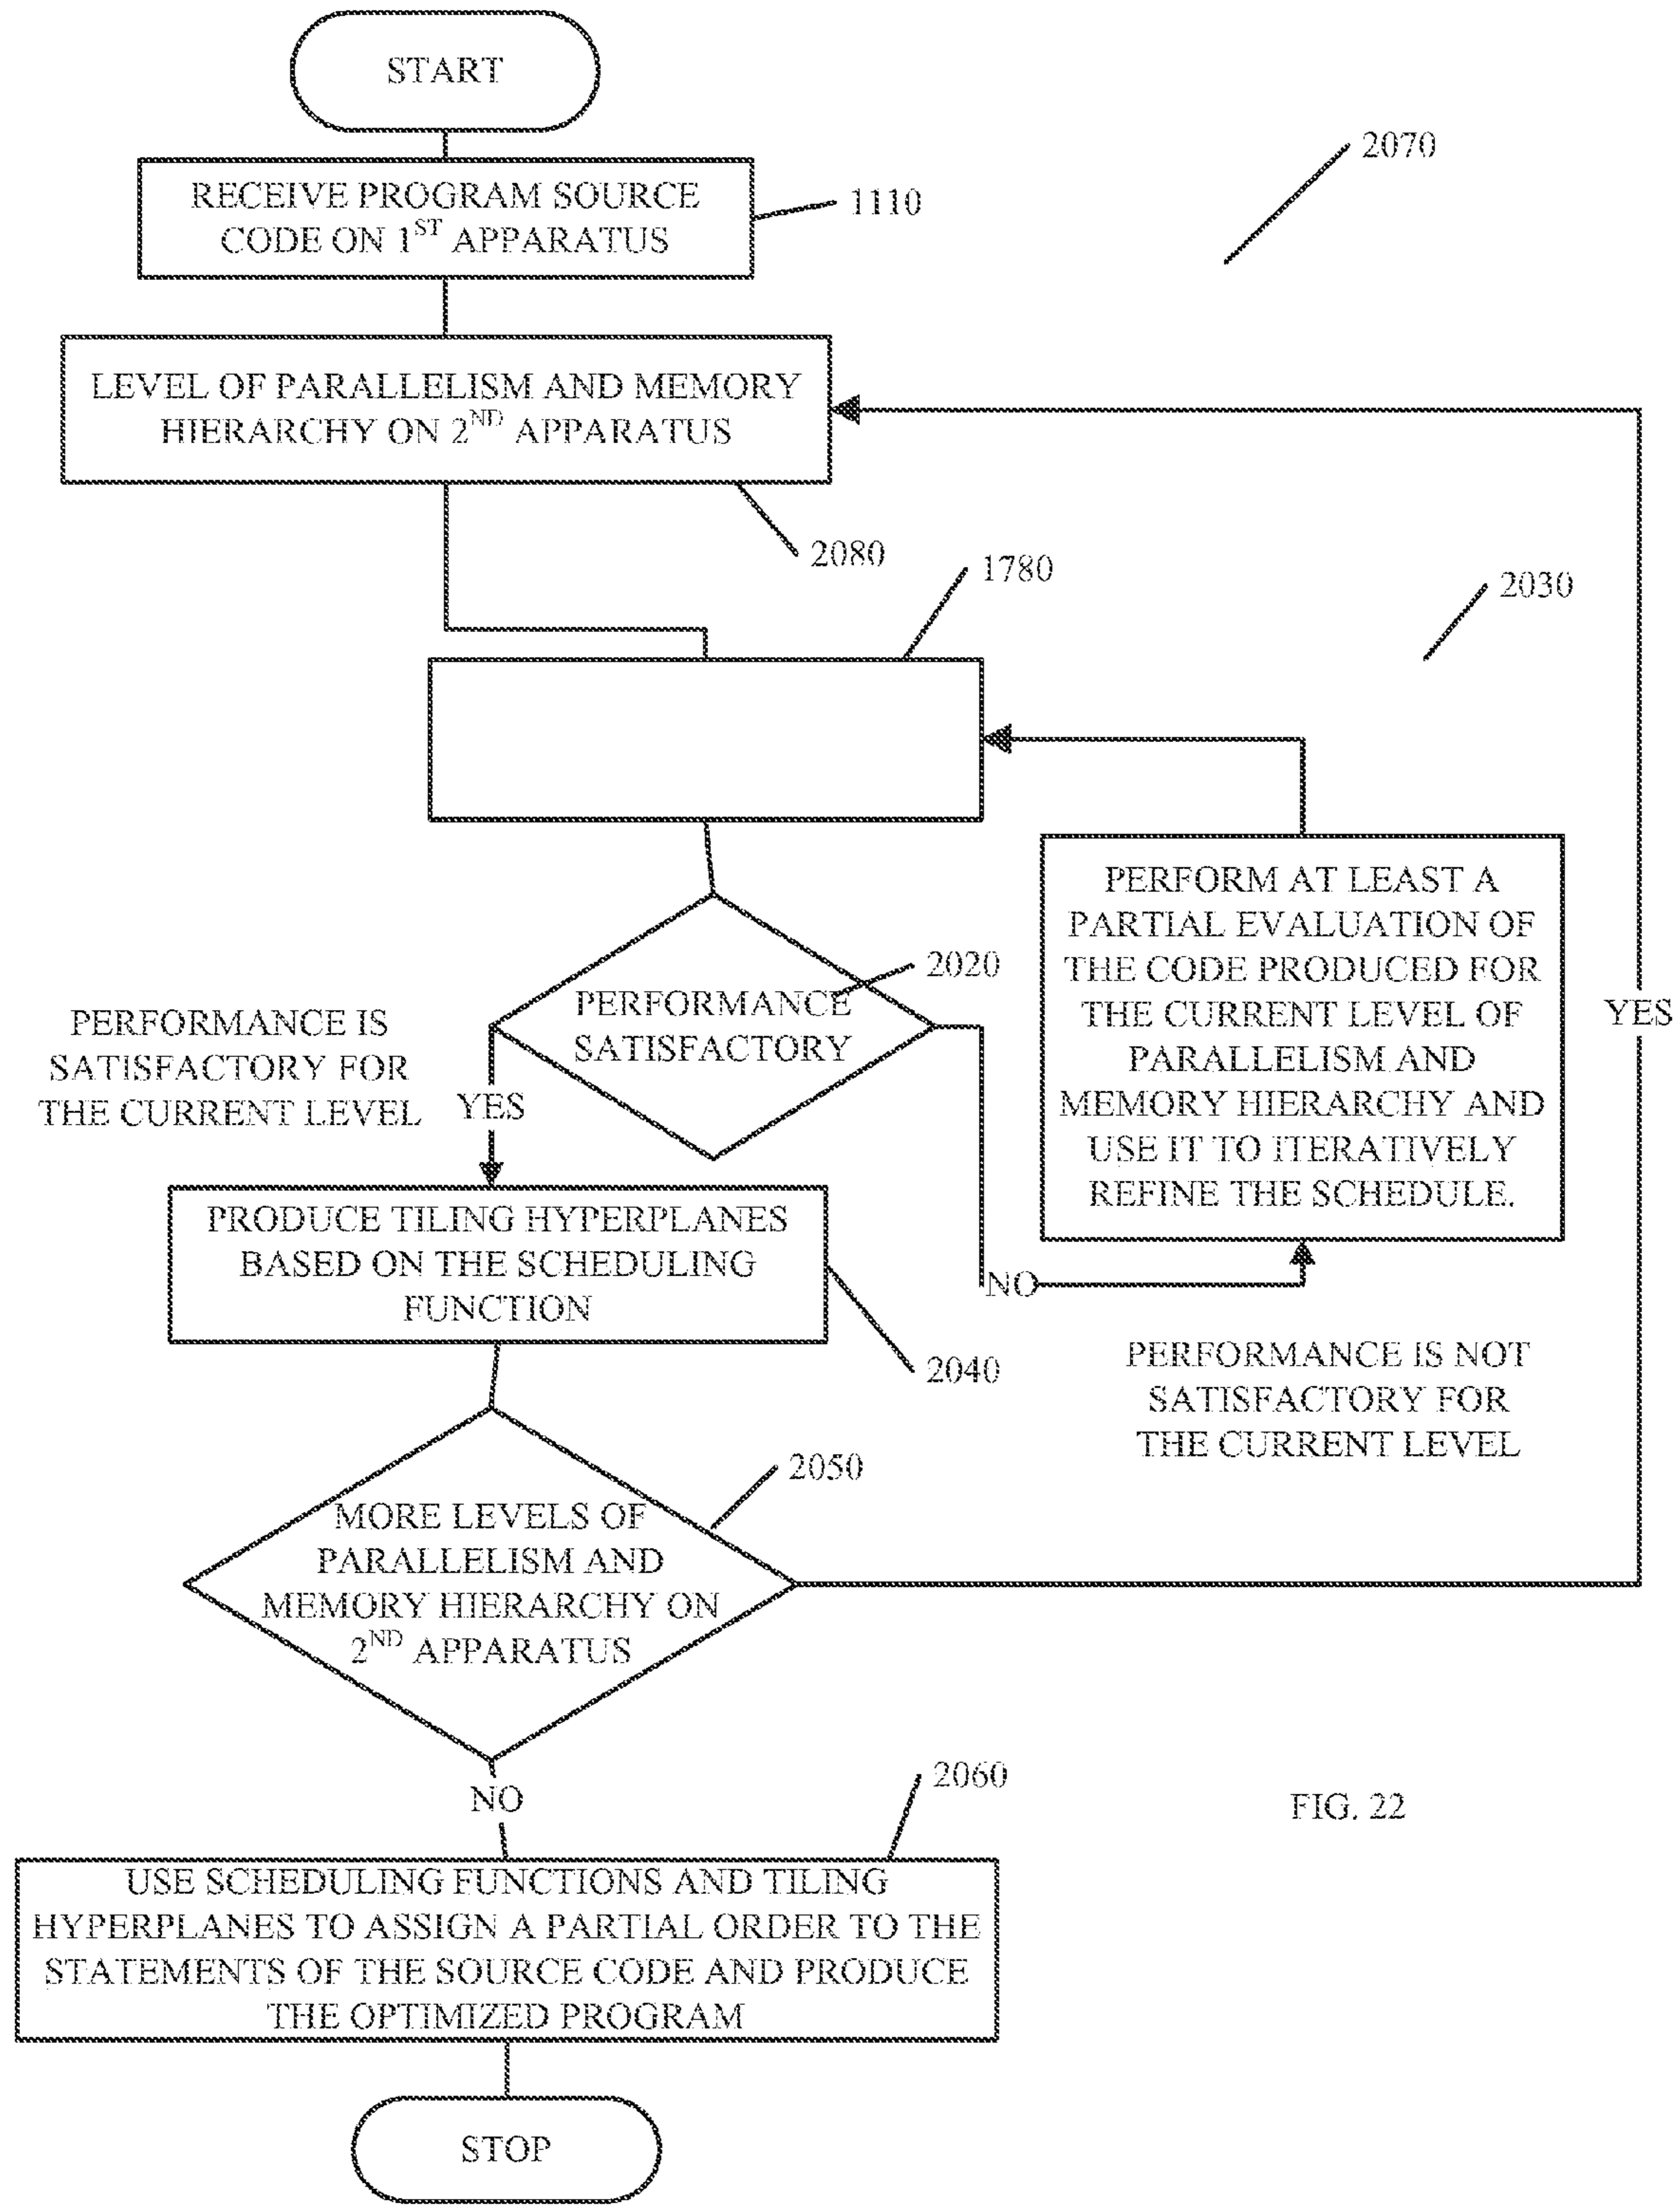 START
2070
RECEIVE PROGRAM SOURCE
CODE ON 1ST APPARATUS
1110
LEVEL OF PARALLELISM AND MEMORY
HIERARCHY ON 2ND APPARATUS
2080
1780
2030
PERFORM AT LEAST A
PARTIAL EVALUATION OF
THE CODE PRODUCED FOR
THE CURRENT LEVEL OF
PARALLELISM AND
MEMORY HIERARCHY AND
USE IT TO ITERATIVELY
REFINE THE SCHEDULE.
YES
2020
PERFORMANCE
SATISFACTORY
PERFORMANCE IS
SATISFACTORY FOR
THE CURRENT LEVEL
YES
PRODUCE TILING HYPERPLANES
BASED ON THE SCHEDULING
FUNCTION
NO
2040
PERFORMANCE IS NOT
SATISFACTORY FOR
THE CURRENT LEVEL
2050
MORE LEVELS OF
PARALLELISM AND
MEMORY HIERARCHY ON
2ND APPARATUS
NO
2060
FIG. 22
USE SCHEDULING FUNCTIONS AND TILING
HYPERPLANES TO ASSIGN A PARTIAL ORDER TO THE
STATEMENTS OF THE SOURCE CODE AND PRODUCE
THE OPTIMIZED PROGRAM
STOP